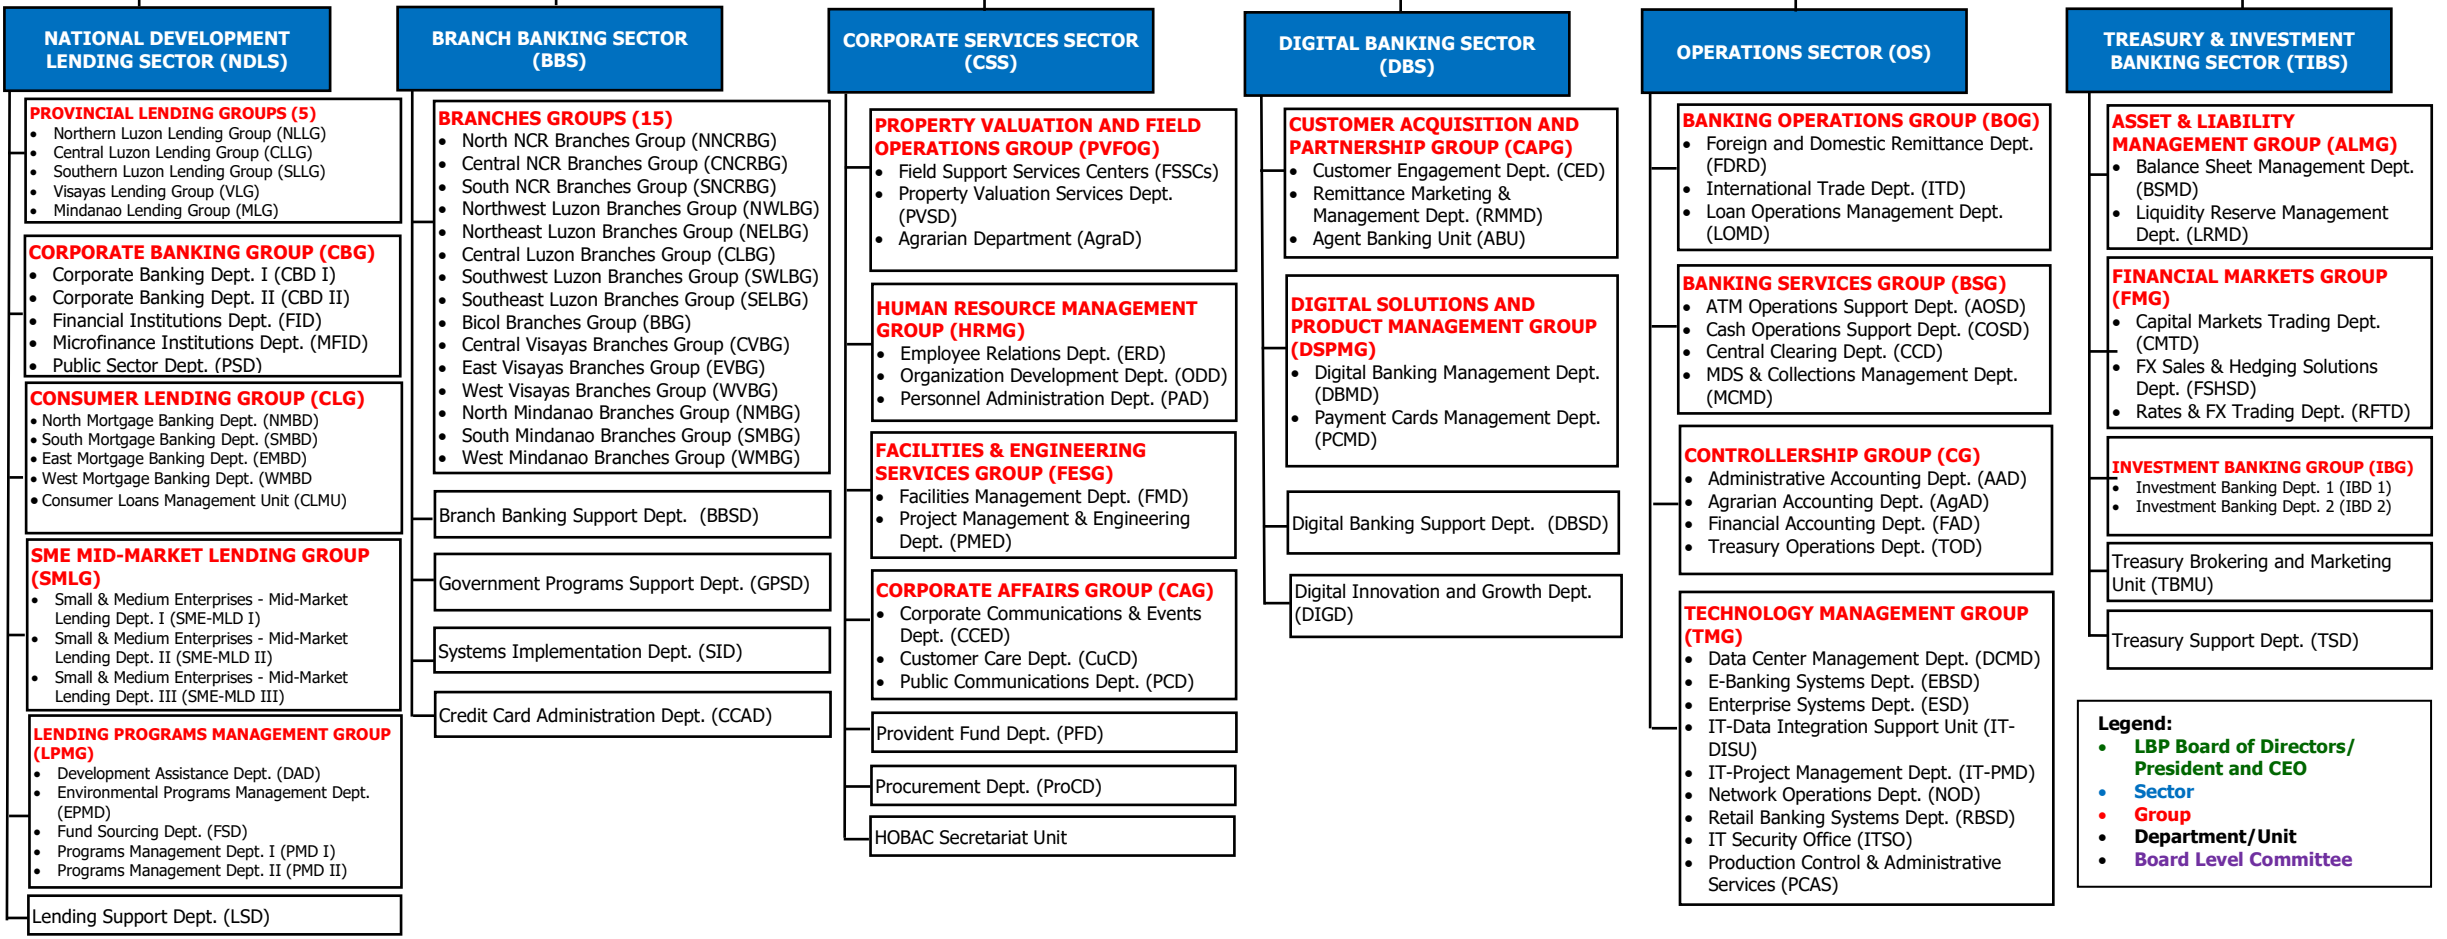 NATIONAL DEVELOPMENT
LENDING SECTOR (NDLS)
PROVINCIAL LENDING GROUPS (5)
• Northern Luzon Lending Group (NLLG)
• Central Luzon Lending Group (CLLG)
• Southern Luzon Lending Group (SLLG)
• Visayas Lending Group (VLG)
• Mindanao Lending Group (MLG)
CORPORATE BANKING GROUP (CBG)
• Corporate Banking Dept. I (CBD I)
• Corporate Banking Dept. II (CBD II)
• Financial Institutions Dept. (FID)
• Microfinance Institutions Dept. (MFID)
• Public Sector Dept. (PSD)
CONSUMER LENDING GROUP (CLG)
• North Mortgage Banking Dept. (NMBD)
• South Mortgage Banking Dept. (SMBD)
• East Mortgage Banking Dept. (EMBD)
• West Mortgage Banking Dept. (WMBD
• Consumer Loans Management Unit (CLMU)
SME MID-MARKET LENDING GROUP
(SMLG)
• Small & Medium Enterprises - Mid-Market
Lending Dept. I (SME-MLD I)
• Small & Medium Enterprises - Mid-Market
Lending Dept. II (SME-MLD II)
• Small & Medium Enterprises - Mid-Market
Lending Dept. III (SME-MLD III)
LENDING PROGRAMS MANAGEMENT GROUP
(LPMG)
• Development Assistance Dept. (DAD)
• Environmental Programs Management Dept.
(EPMD)
• Fund Sourcing Dept. (FSD)
• Programs Management Dept. I (PMD I)
• Programs Management Dept. II (PMD II)
Lending Support Dept. (LSD)
BRANCH BANKING SECTOR
(BBS)
BRANCHES GROUPS (15)
• North NCR Branches Group (NNCRBG)
• Central NCR Branches Group (CNCRBG)
• South NCR Branches Group (SNCRBG)
• Northwest Luzon Branches Group (NWLBG)
• Northeast Luzon Branches Group (NELBG)
• Central Luzon Branches Group (CLBG)
• Southwest Luzon Branches Group (SWLBG)
• Southeast Luzon Branches Group (SELBG)
• Bicol Branches Group (BBG)
• Central Visayas Branches Group (CVBG)
• East Visayas Branches Group (EVBG)
• West Visayas Branches Group (WVBG)
• North Mindanao Branches Group (NMBG)
• South Mindanao Branches Group (SMBG)
• West Mindanao Branches Group (WMBG)
Branch Banking Support Dept. (BBSD)
Government Programs Support Dept. (GPSD)
Systems Implementation Dept. (SID)
Credit Card Administration Dept. (CCAD)
CORPORATE SERVICES SECTOR
(CSS)
PROPERTY VALUATION AND FIELD
OPERATIONS GROUP (PVFOG)
• Field Support Services Centers (FSSCs)
• Property Valuation Services Dept.
(PVSD)
• Agrarian Department (AgraD)
HUMAN RESOURCE MANAGEMENT
GROUP (HRMG)
• Employee Relations Dept. (ERD)
• Organization Development Dept. (ODD)
• Personnel Administration Dept. (PAD)
FACILITIES & ENGINEERING
SERVICES GROUP (FESG)
• Facilities Management Dept. (FMD)
• Project Management & Engineering
Dept. (PMED)
CORPORATE AFFAIRS GROUP (CAG)
• Corporate Communications & Events
Dept. (CCED)
• Customer Care Dept. (CuCD)
• Public Communications Dept. (PCD)
Provident Fund Dept. (PFD)
Procurement Dept. (ProCD)
HOBAC Secretariat Unit
DIGITAL BANKING SECTOR
(DBS)
CUSTOMER ACQUISITION AND
PARTNERSHIP GROUP (CAPG)
• Customer Engagement Dept. (CED)
• Remittance Marketing &
Management Dept. (RMMD)
• Agent Banking Unit (ABU)
DIGITAL SOLUTIONS AND
PRODUCT MANAGEMENT GROUP
(DSPMG)
• Digital Banking Management Dept.
(DBMD)
• Payment Cards Management Dept.
(PCMD)
Digital Banking Support Dept. (DBSD)
Digital Innovation and Growth Dept.
(DIGD)
OPERATIONS SECTOR (OS)
BANKING OPERATIONS GROUP (BOG)
• Foreign and Domestic Remittance Dept.
(FDRD)
• International Trade Dept. (ITD)
• Loan Operations Management Dept.
(LOMD)
BANKING SERVICES GROUP (BSG)
• ATM Operations Support Dept. (AOSD)
• Cash Operations Support Dept. (COSD)
• Central Clearing Dept. (CCD)
• MDS & Collections Management Dept.
(MCMD)
CONTROLLERSHIP GROUP (CG)
• Administrative Accounting Dept. (AAD)
• Agrarian Accounting Dept. (AgAD)
• Financial Accounting Dept. (FAD)
• Treasury Operations Dept. (TOD)
TECHNOLOGY MANAGEMENT GROUP
(TMG)
• Data Center Management Dept. (DCMD)
• E-Banking Systems Dept. (EBSD)
• Enterprise Systems Dept. (ESD)
• IT-Data Integration Support Unit (IT-
DISU)
• IT-Project Management Dept. (IT-PMD)
• Network Operations Dept. (NOD)
• Retail Banking Systems Dept. (RBSD)
• IT Security Office (ITSO)
• Production Control & Administrative
Services (PCAS)
TREASURY & INVESTMENT
BANKING SECTOR (TIBS)
ASSET & LIABILITY
MANAGEMENT GROUP (ALMG)
• Balance Sheet Management Dept.
(BSMD)
• Liquidity Reserve Management
Dept. (LRMD)
FINANCIAL MARKETS GROUP
(FMG)
• Capital Markets Trading Dept.
(CMTD)
• FX Sales & Hedging Solutions
Dept. (FSHSD)
• Rates & FX Trading Dept. (RFTD)
INVESTMENT BANKING GROUP (IBG)
• Investment Banking Dept. 1 (IBD 1)
• Investment Banking Dept. 2 (IBD 2)
Treasury Brokering and Marketing
Unit (TBMU)
Treasury Support Dept. (TSD)
Legend:
• LBP Board of Directors/
President and CEO
• Sector
• Group
• Department/Unit
• Board Level Committee